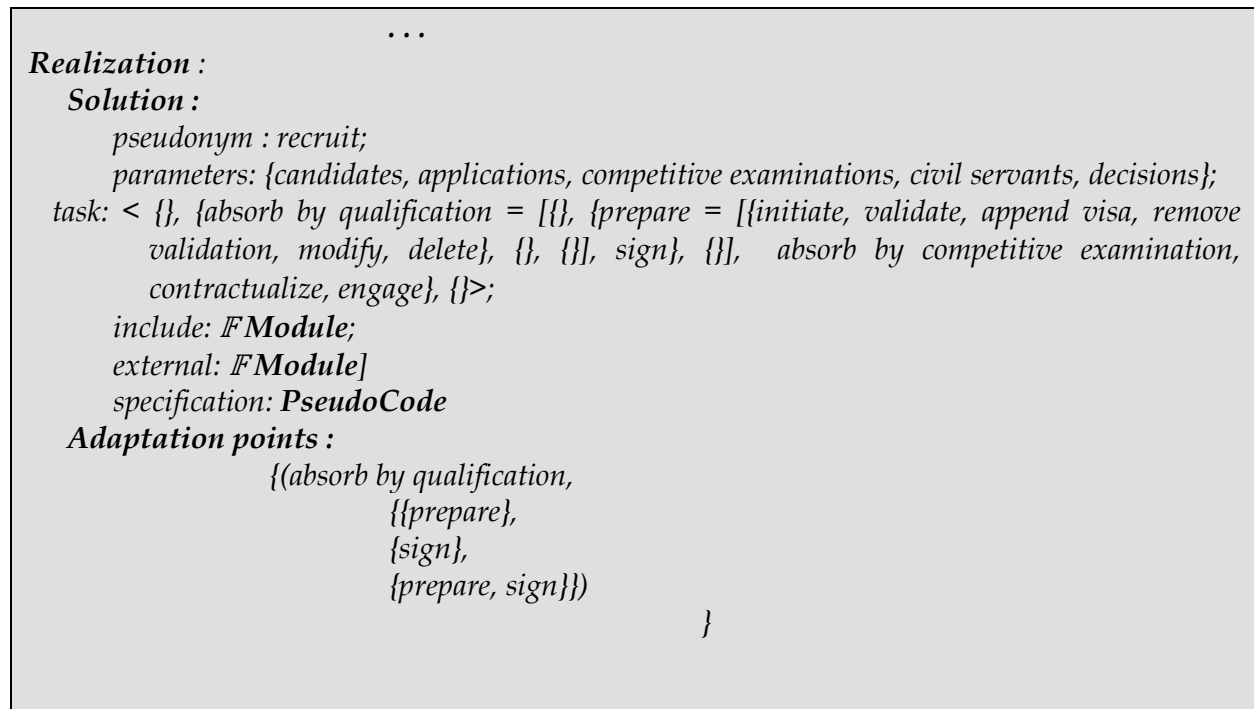 . . .
Realization :
Solution :
pseudonym : recruit;
parameters: {candidates, applications, competitive examinations, civil servants, decisions};
task: < {}, {absorb by qualification = [{}, {prepare = [{initiate, validate, append visa, remove
validation, modify, delete}, {}, {}], sign}, {}], absorb by competitive examination,
contractualize, engage}, {}>;
include: 𝔽Module;
external: 𝔽Module]
specification: PseudoCode
Adaptation points :
{(absorb by qualification,
{{prepare},
{sign},
{prepare, sign}})
}